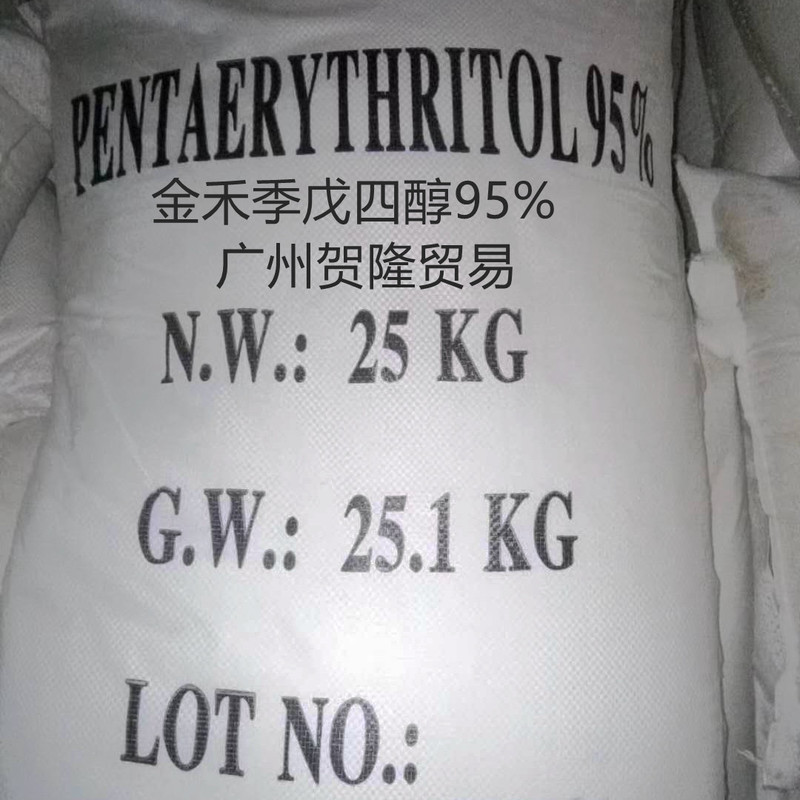 PENTAERYTHRITOL 95%
金禾季戊四醇95%
广州贺隆贸易
N.W.: 25 KG
G.W.: 25.1 KG
LOT NO.: